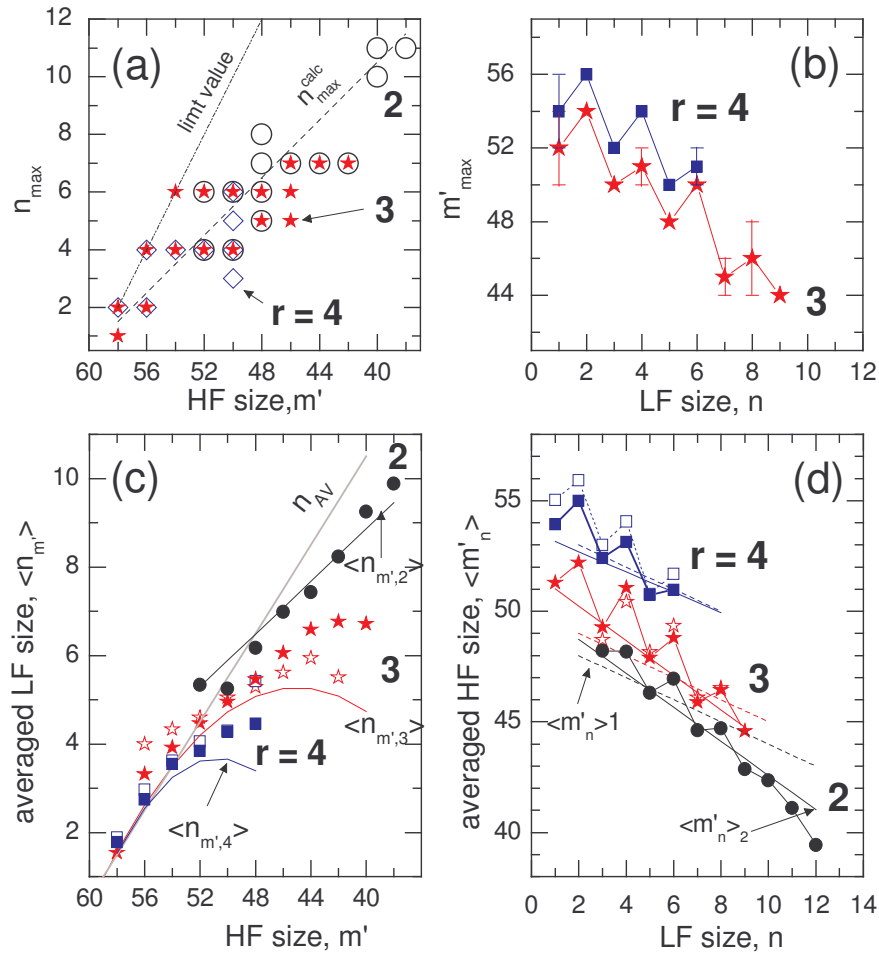 (a)
limt value
n_max^calc
2
3
r = 4
12
10
8
6
4
2
n_max
60 56 52 48 44 40
HF size,m'
(b)
r = 4
3
56
52
48
44
m'_max
0 2 4 6 8 10 12
LF size, n
(c)
n_AV
2
<n_m',2>
3
<n_m',3>
r = 4
<n_m',4>
10
8
6
4
2
averaged LF size, <n_m'>
60 56 52 48 44 40 36
HF size, m'
(d)
r = 4
3
<m'_n>1
2
<m'_n>_2
55
50
45
40
averaged HF size, <m'_n>
0 2 4 6 8 10 12 14
LF size, n